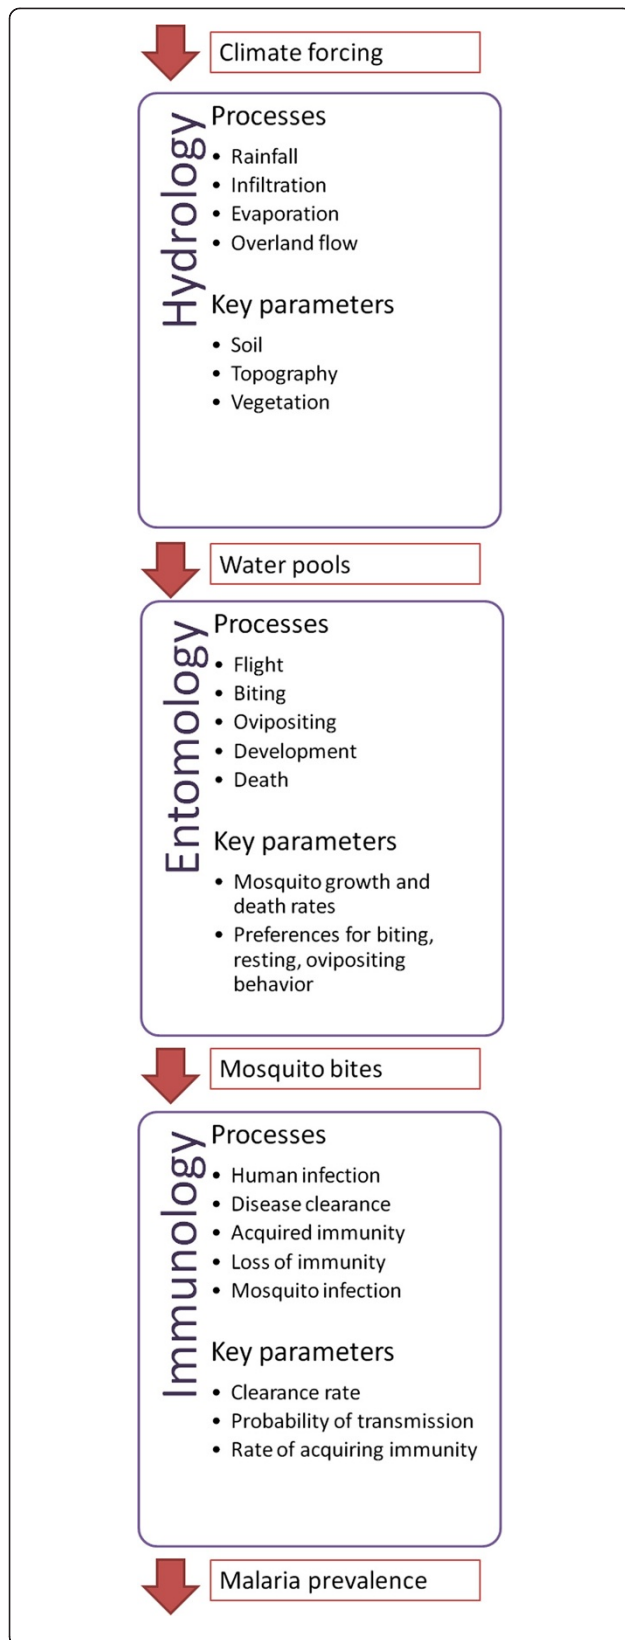 Climate forcing
Hydrology
Processes
• Rainfall
• Infiltration
• Evaporation
• Overland flow
Key parameters
• Soil
• Topography
• Vegetation
Water pools
Entomology
Processes
• Flight
• Biting
• Ovipositing
• Development
• Death
Key parameters
• Mosquito growth and
death rates
• Preferences for biting,
resting, ovipositing
behavior
Mosquito bites
Immunology
Processes
• Human infection
• Disease clearance
• Acquired immunity
• Loss of immunity
• Mosquito infection
Key parameters
• Clearance rate
• Probability of transmission
• Rate of acquiring immunity
Malaria prevalence